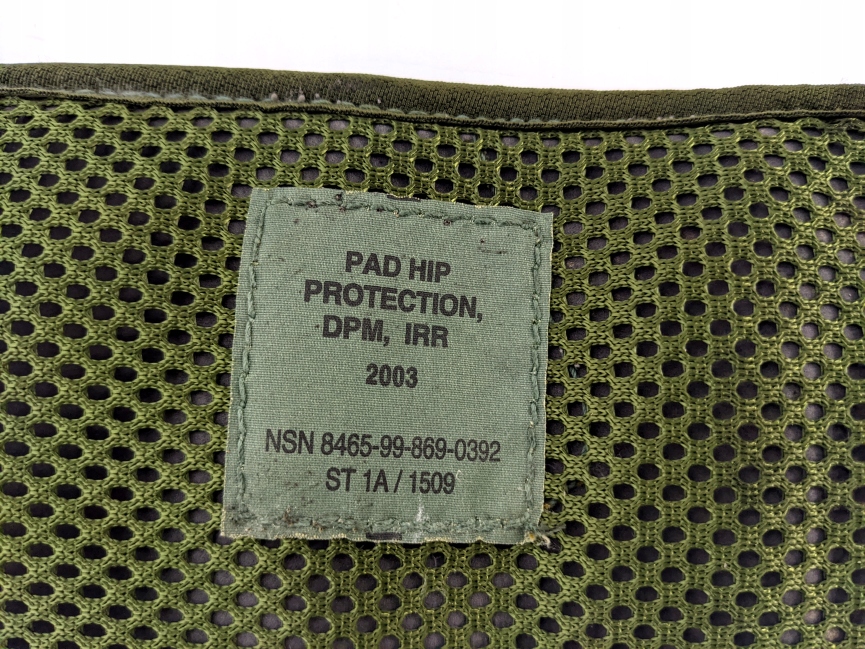 PAD HIP
PROTECTION,
DPM, IRR
2003
NSN 8465-99-869-0392
ST 1A / 1509